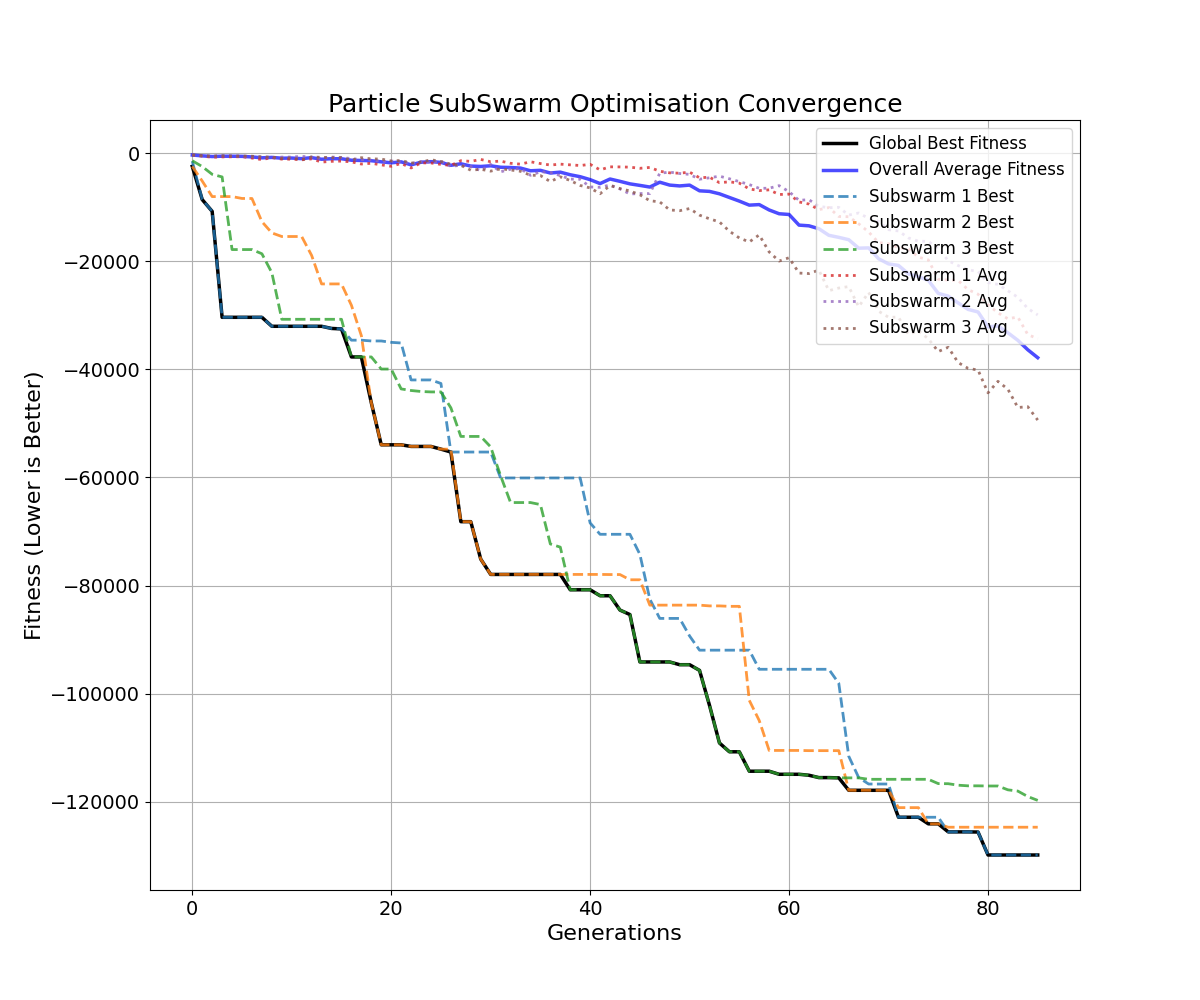 Particle SubSwarm Optimisation Convergence
Fitness (Lower is Better)
0
−20000
−40000
−60000
−80000
−100000
−120000
Global Best Fitness
Overall Average Fitness
Subswarm 1 Best
Subswarm 2 Best
Subswarm 3 Best
Subswarm 1 Avg
Subswarm 2 Avg
Subswarm 3 Avg
0 20 40 60 80
Generations